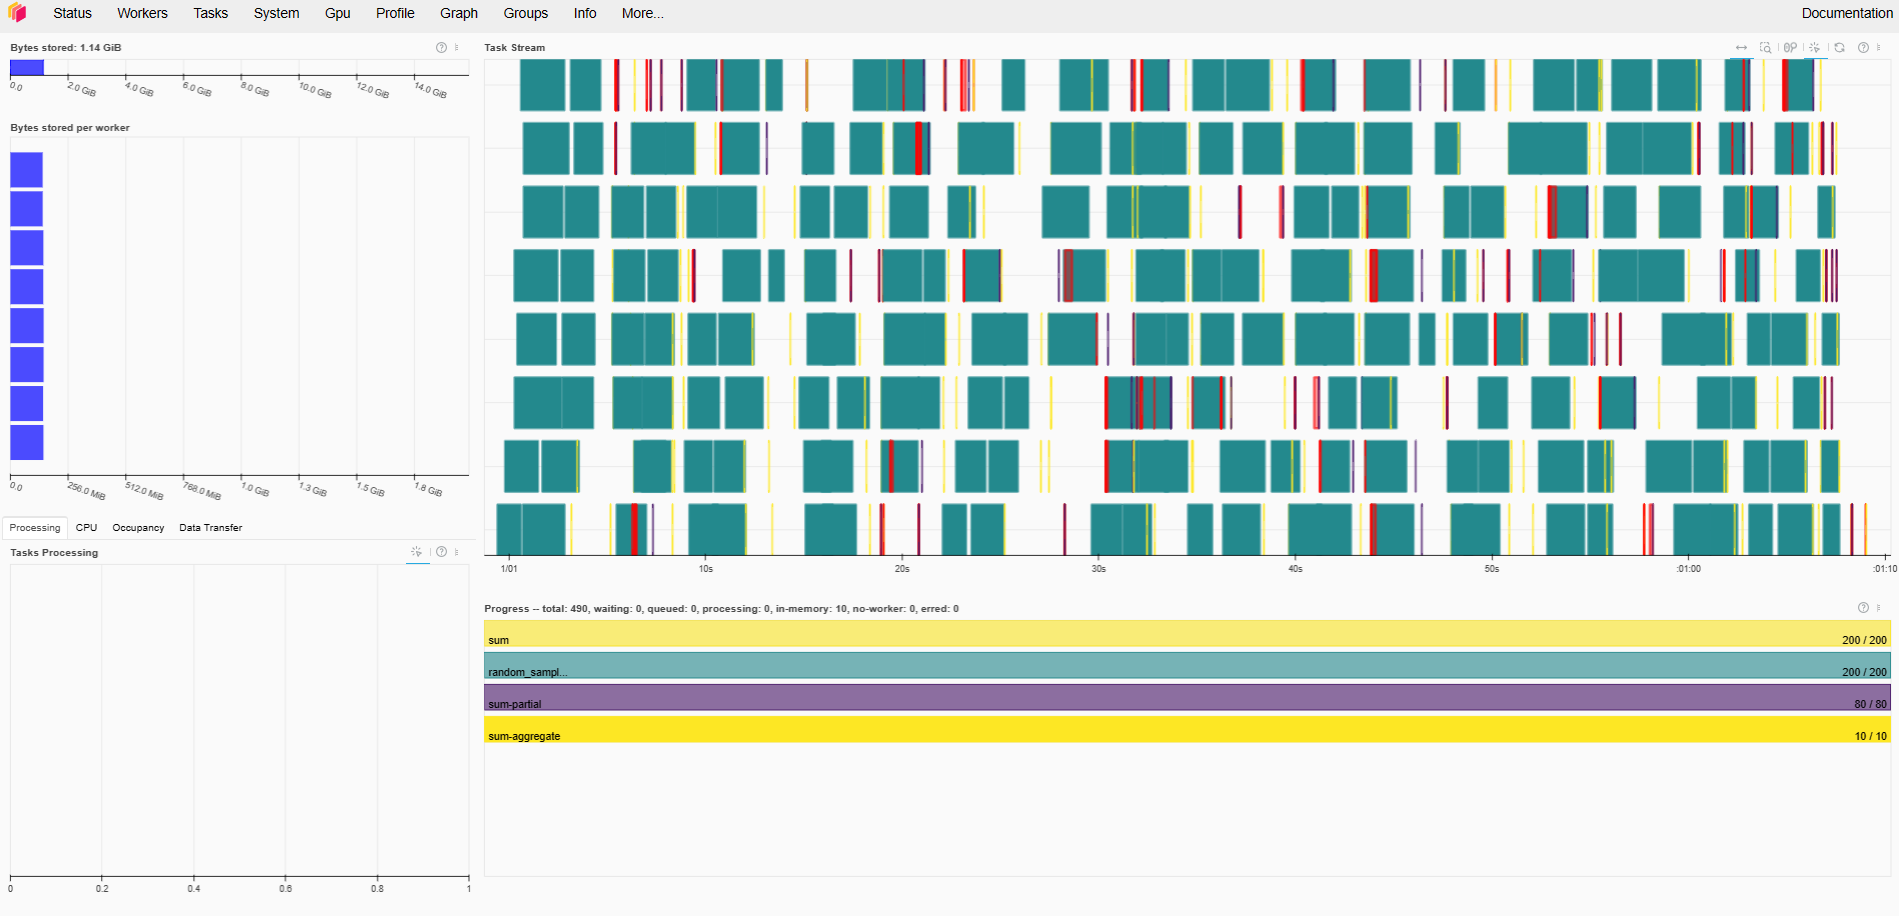 Status Workers Tasks System Gpu Profile Graph Groups Info More... Documentation
Bytes stored: 1.14 GiB
0.0 2.0 GiB 4.0 GiB 6.0 GiB 8.0 GiB 10.0 GiB 12.0 GiB 14.0 GiB
Bytes stored per worker
0.0 256.0 MiB 512.0 MiB 768.0 MiB 1.0 GiB 1.3 GiB 1.5 GiB 1.8 GiB
Processing CPU Occupancy Data Transfer
Tasks Processing
0 0.2 0.4 0.6 0.8 1
Task Stream
1/01 10s 20s 30s 40s 50s :01:00 :01:10
Progress -- total: 490, waiting: 0, queued: 0, processing: 0, in-memory: 10, no-worker: 0, erred: 0
sum 200 / 200
random_sampl... 200 / 200
sum-partial 80 / 80
sum-aggregate 10 / 10